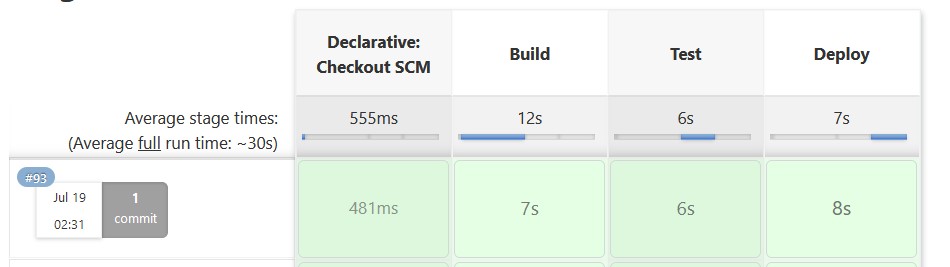 Declarative:
Checkout SCM
Build
Test
Deploy
Average stage times:
(Average full run time: ~30s)
555ms
12s
6s
7s
#93
Jul 19
02:31
1
commit
481ms
7s
6s
8s